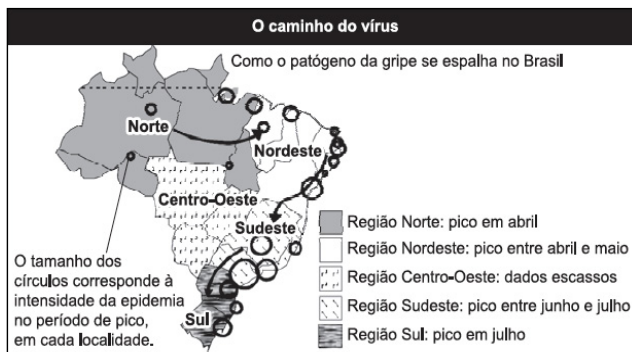 O caminho do vírus
Como o patógeno da gripe se espalha no Brasil
Norte
Nordeste
Centro-Oeste
Sudeste
Sul
O tamanho dos
círculos corresponde à
intensidade da epidemia
no período de pico,
em cada localidade.
Região Norte: pico em abril
Região Nordeste: pico entre abril e maio
Região Centro-Oeste: dados escassos
Região Sudeste: pico entre junho e julho
Região Sul: pico em julho